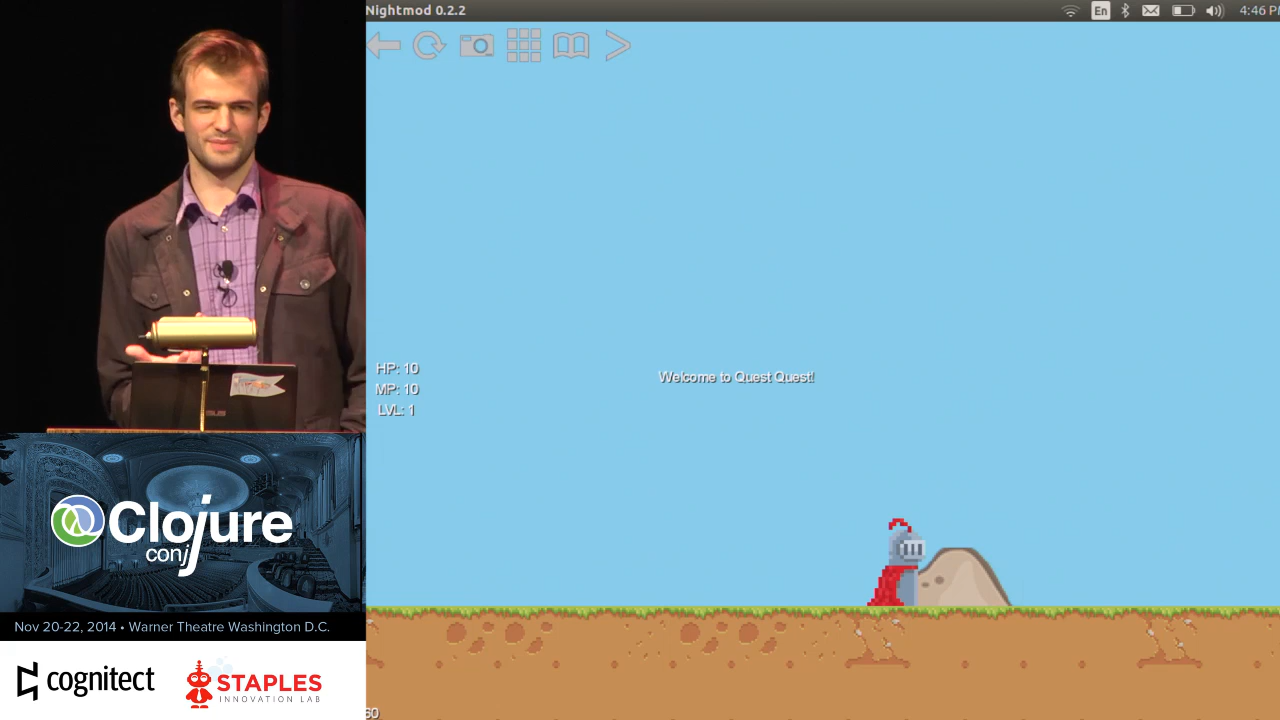 Nightmod 0.2.2
En
4:46 P
HP: 10
MP: 10
LVL: 1
Welcome to Quest Quest!
60
Clojure
conj
Nov 20-22, 2014 • Warner Theatre Washington D.C.
cognitect
STAPLES
INNOVATION LAB